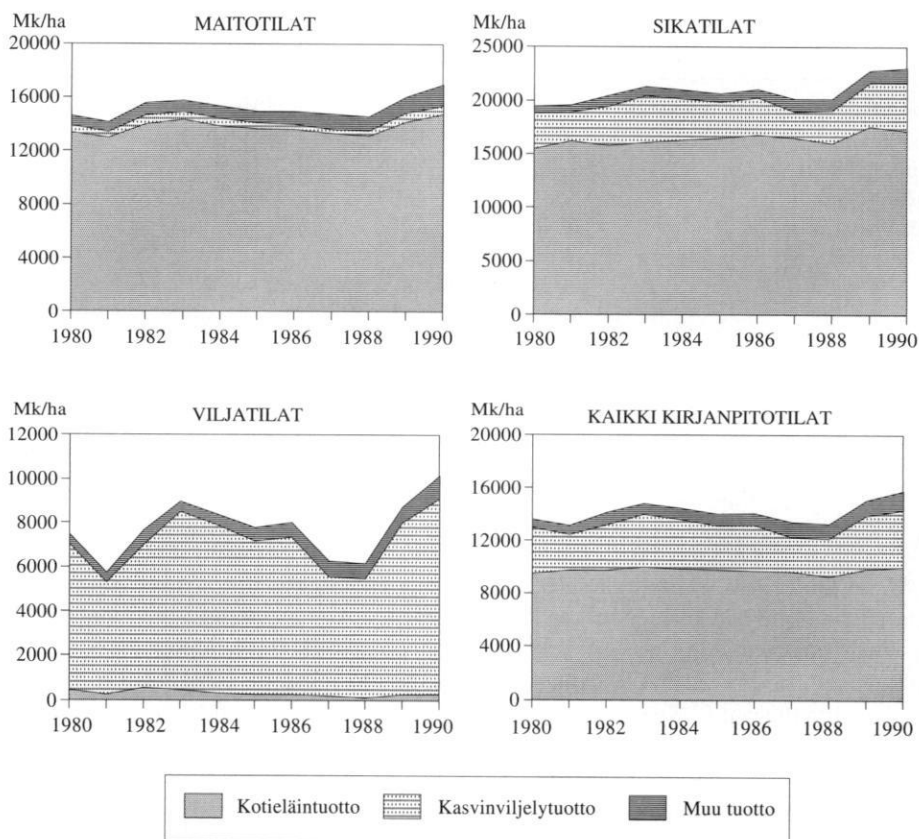 Mk/ha MAITOTILAT
20000
16000
12000
8000
4000
0
1980 1982 1984 1986 1988 1990
Mk/ha SIKATILAT
25000
20000
15000
10000
5000
0
1980 1982 1984 1986 1988 1990
Mk/ha VILJATILAT
12000
10000
8000
6000
4000
2000
0
1980 1982 1984 1986 1988 1990
Mk/ha KAIKKI KIRJANPITOTILAT
20000
16000
12000
8000
4000
0
1980 1982 1984 1986 1988 1990
Kotieläintuotto Kasvinviljelytuotto Muu tuotto